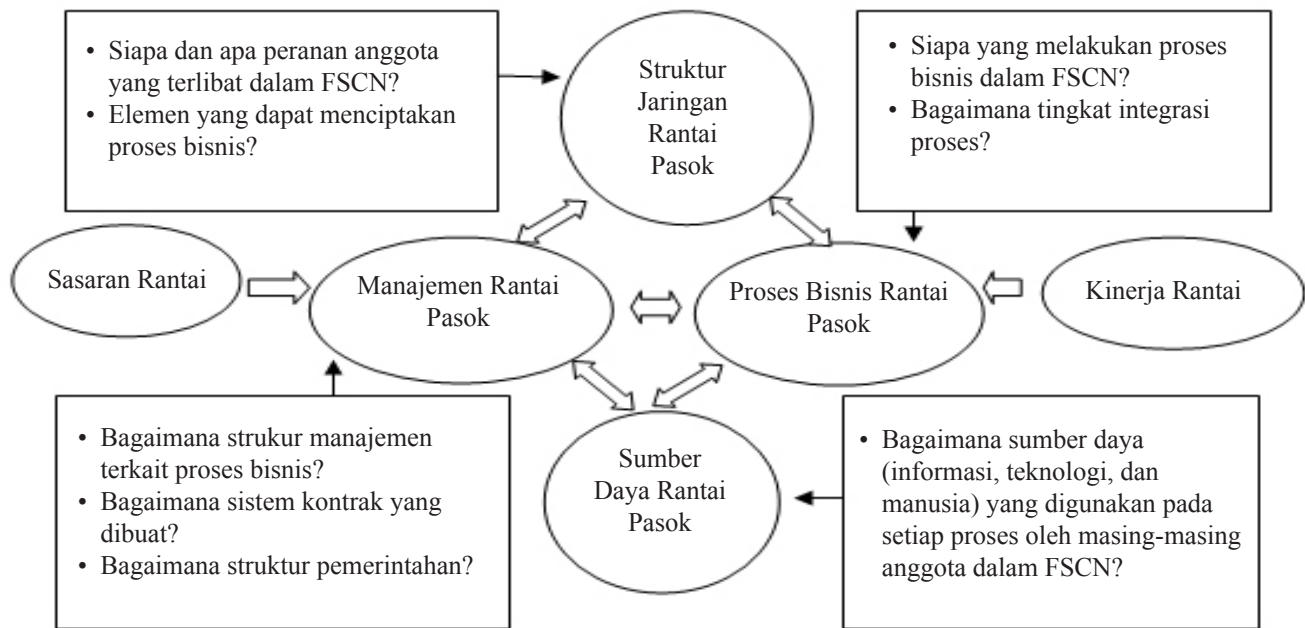 • Siapa dan apa peranan anggota
yang terlibat dalam FSCN?
• Elemen yang dapat menciptakan
proses bisnis?
Struktur
Jaringan
Rantai
Pasok
• Siapa yang melakukan proses
bisnis dalam FSCN?
• Bagaimana tingkat integrasi
proses?
Sasaran Rantai
Manajemen Rantai
Pasok
Proses Bisnis Rantai
Pasok
Kinerja Rantai
• Bagaimana strukur manajemen
terkait proses bisnis?
• Bagaimana sistem kontrak yang
dibuat?
• Bagaimana struktur pemerintahan?
Sumber
Daya Rantai
Pasok
• Bagaimana sumber daya
(informasi, teknologi, dan
manusia) yang digunakan pada
setiap proses oleh masing-masing
anggota dalam FSCN?